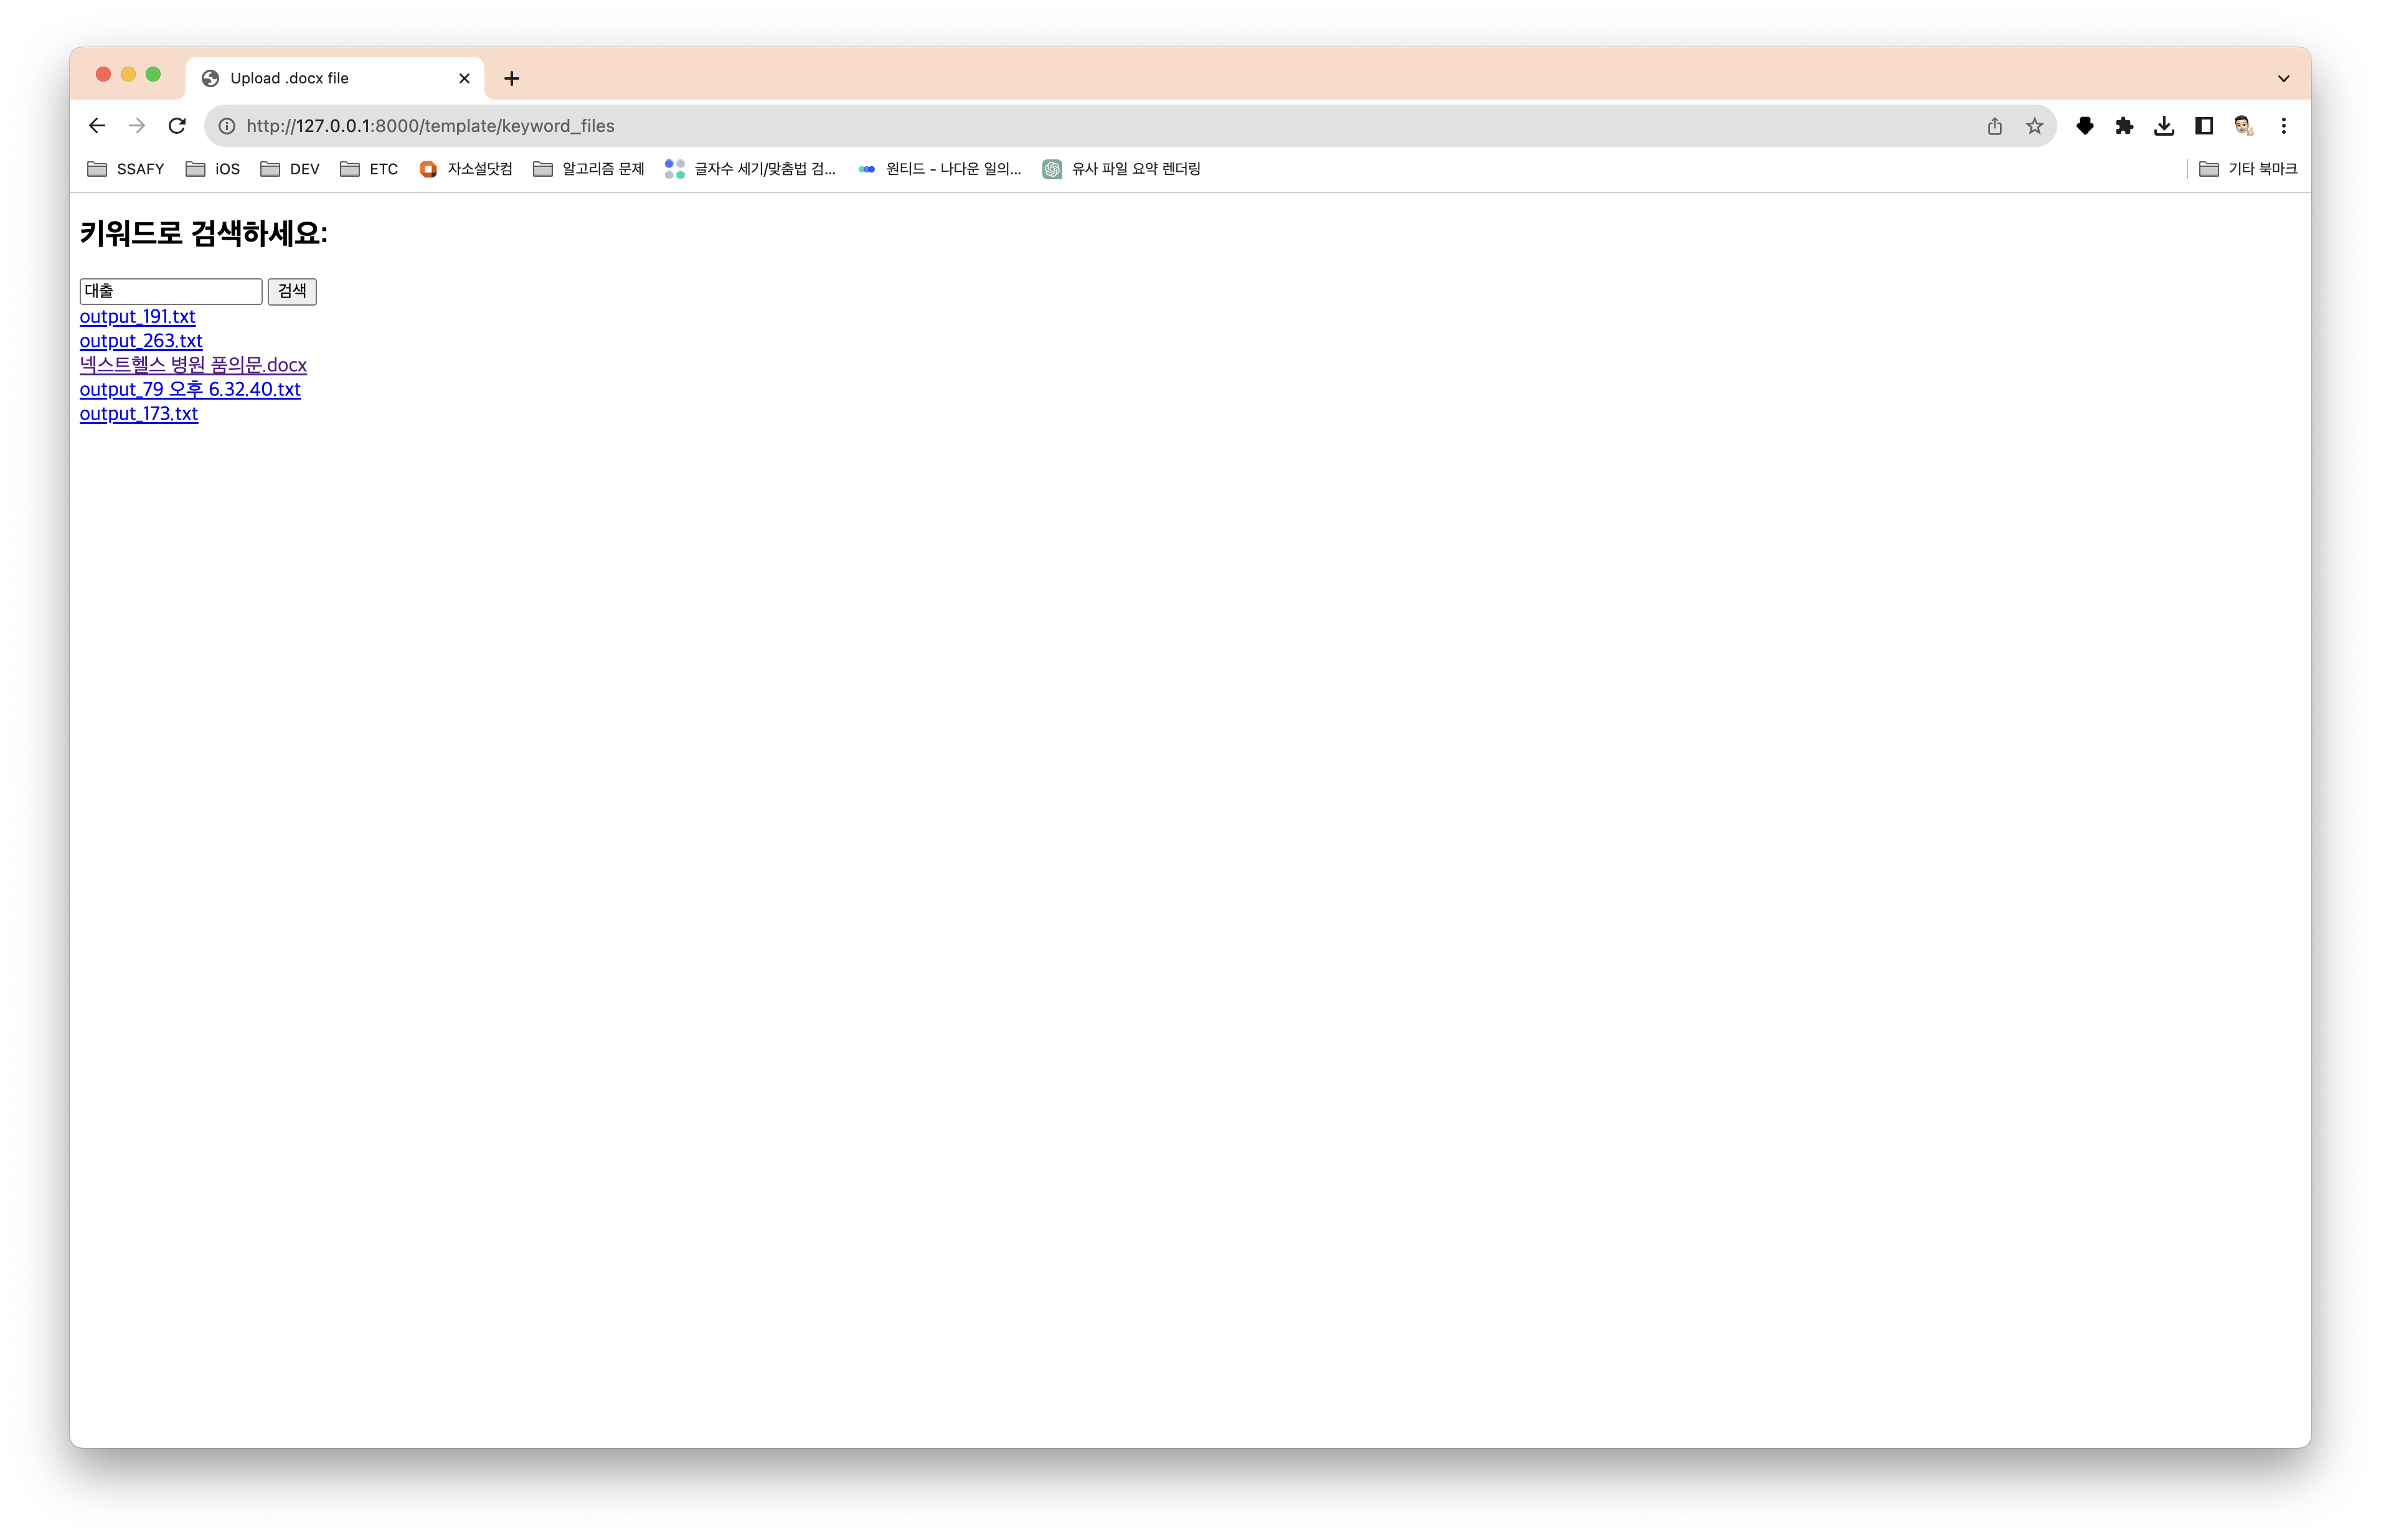 Upload .docx file
http://127.0.0.1:8000/template/keyword_files
SSAFY iOS DEV ETC 자소설닷컴 알고리즘 문제 글자수 세기/맞춤법 검... 원티드 - 나다운 일의... 유사 파일 요약 렌더링 기타 북마크
키워드로 검색하세요:
대출 검색
output_191.txt
output_263.txt
넥스트헬스 병원 품의문.docx
output_79 오후 6.32.40.txt
output_173.txt